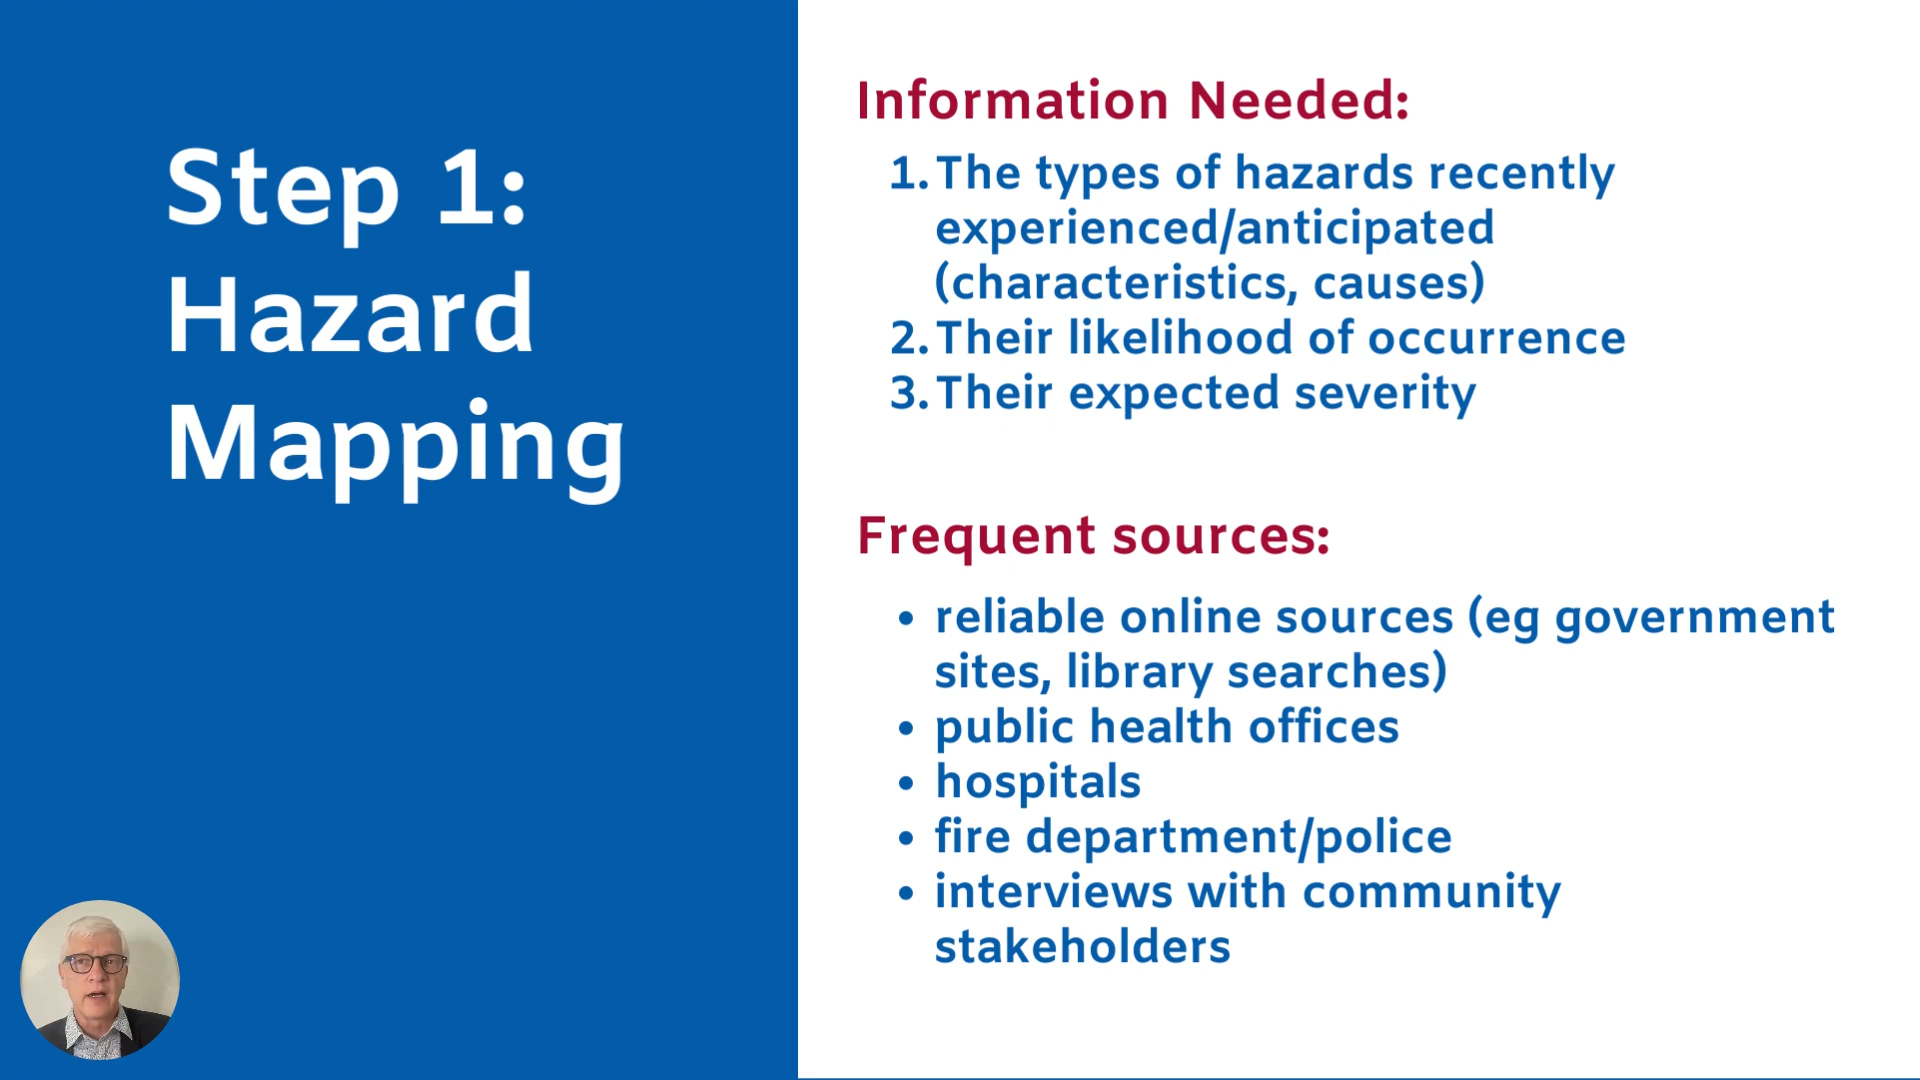 Step 1:
Hazard
Mapping
Information Needed:
1. The types of hazards recently
experienced/anticipated
(characteristics, causes)
2. Their likelihood of occurrence
3. Their expected severity
Frequent sources:
• reliable online sources (eg government
sites, library searches)
• public health offices
• hospitals
• fire department/police
• interviews with community
stakeholders